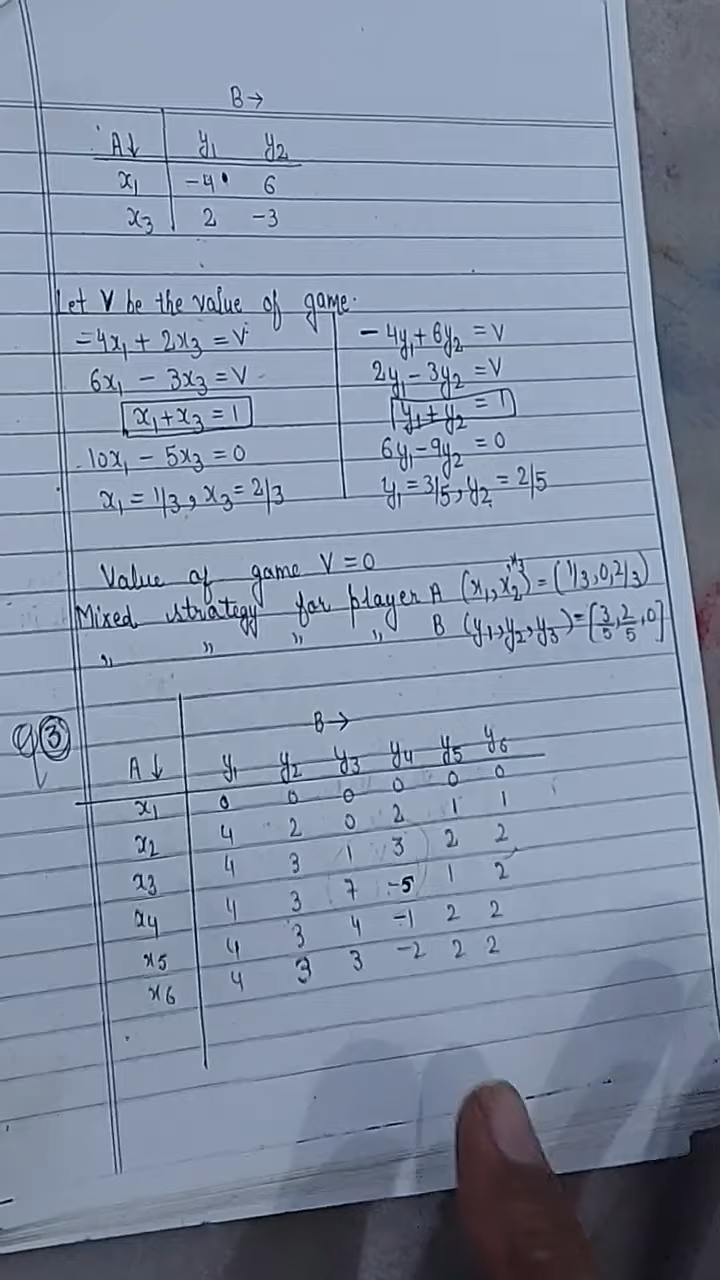 B→
A↓ y₁ y₂
x₁ -4 6
x₃ 2 -3
Let V be the value of game.
-4x₁ + 2x₃ = V
6x₁ - 3x₃ = V
x₁ + x₃ = 1
10x₁ - 5x₃ = 0
x₁ = 1/3, x₃ = 2/3
-4y₁ + 6y₂ = V
2y₁ - 3y₂ = V
y₁ + y₂ = 1
6y₁ - 9y₂ = 0
y₁ = 3/5, y₂ = 2/5
Value of game V = 0
Mixed strategy for player A (x₁, x₂, x₃) = (1/3, 0, 2/3)
" " " " B (y₁, y₂, y₃) = [3/5, 2/5, 0]
q ③
B→
A↓ y₁ y₂ y₃ y₄ y₅ y₆
x₁ 0 0 0 0 0 0
x₂ 4 2 0 2 1 1
x₃ 4 3 1 3 2 2
x₄ 4 3 7 -5 1 2
x₅ 4 3 4 -1 2 2
x₆ 4 3 3 -2 2 2